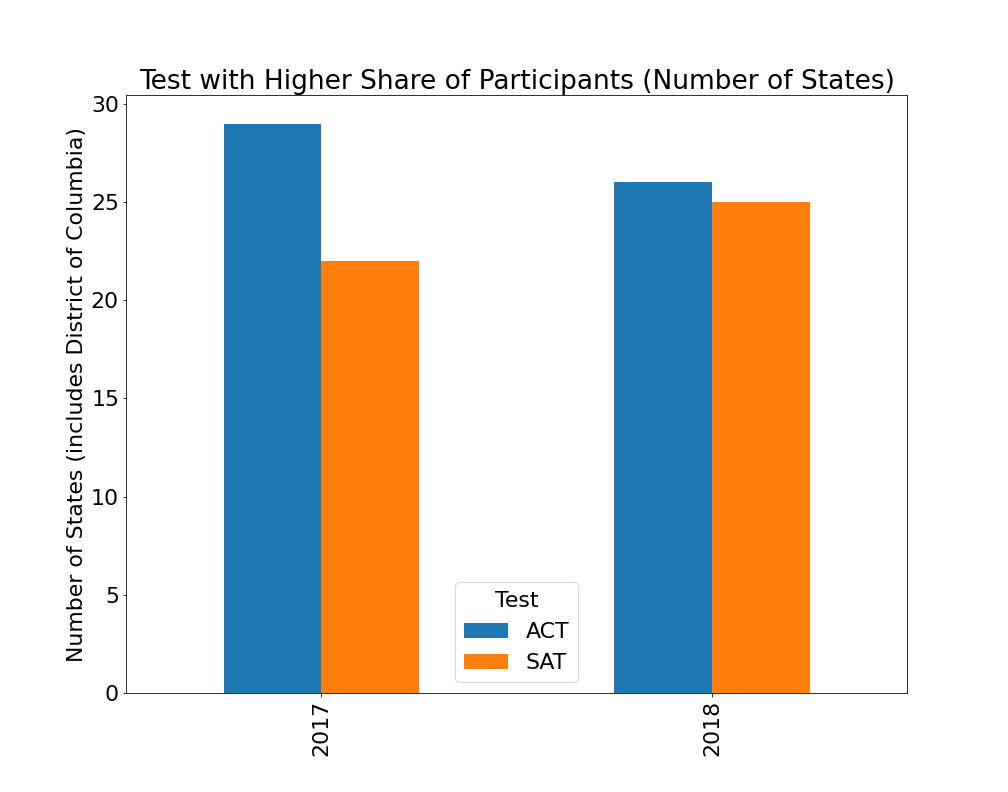 Test with Higher Share of Participants (Number of States)
Number of States (includes District of Columbia)
30
25
20
15
10
5
0
Test
ACT
SAT
2017
2018